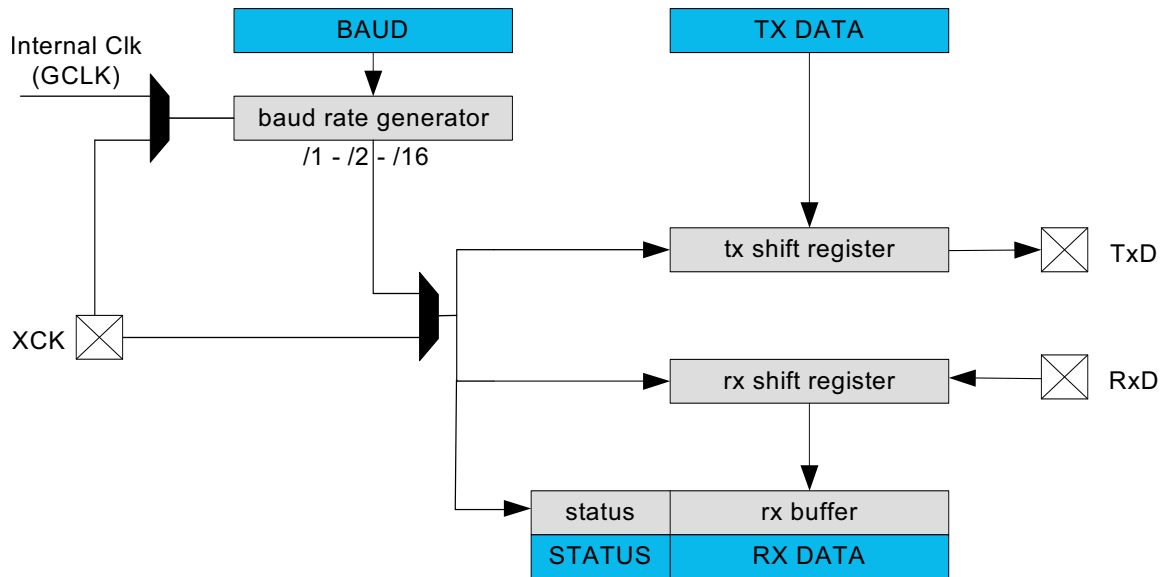 BAUD
TX DATA
Internal Clk
(GCLK)
baud rate generator
/1 - /2 - /16
tx shift register
TxD
XCK
rx shift register
RxD
status
rx buffer
STATUS
RX DATA